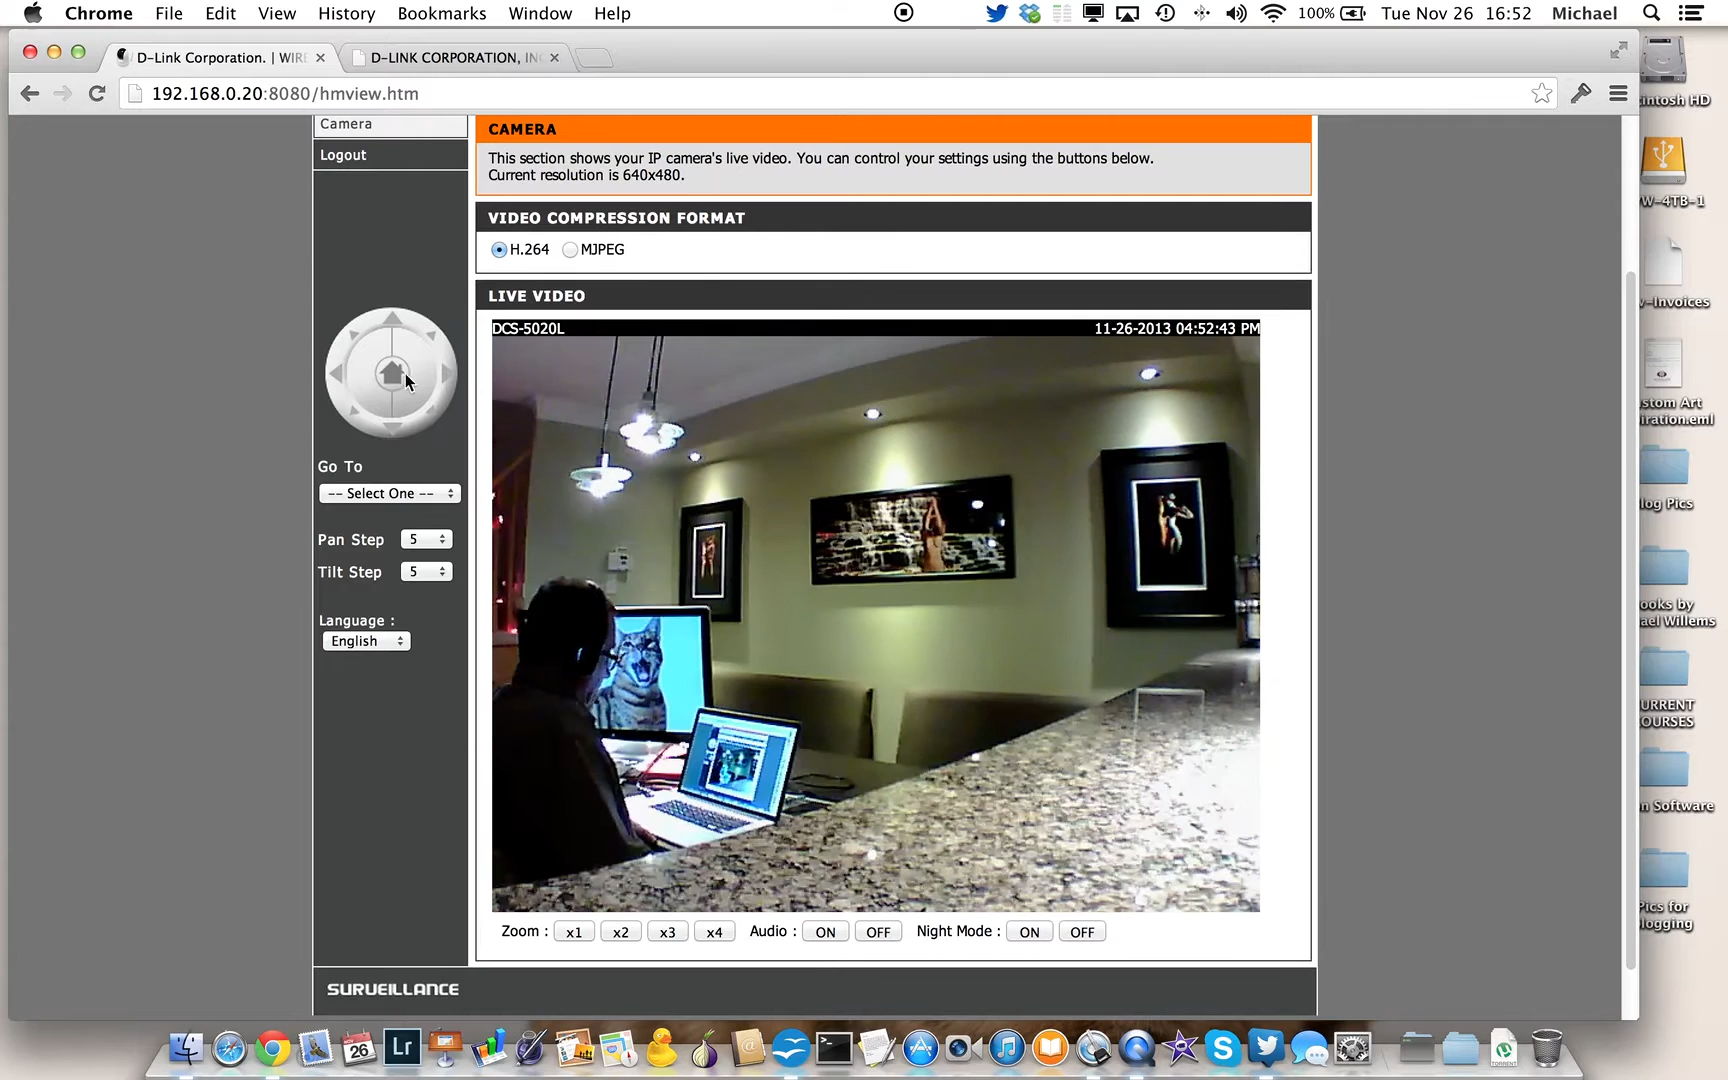 Chrome File Edit View History Bookmarks Window Help 100% Tue Nov 26 16:52 Michael
D-Link Corporation. | WIR
D-LINK CORPORATION, IN
192.168.0.20:8080/hmview.htm
Camera
Logout
CAMERA
This section shows your IP camera's live video. You can control your settings using the buttons below.
Current resolution is 640x480.
VIDEO COMPRESSION FORMAT
H.264 MJPEG
LIVE VIDEO
DCS-5020L 11-26-2013 04:52:43 PM
Go To
-- Select One --
Pan Step 5
Tilt Step 5
Language :
English
Zoom : x1 x2 x3 x4 Audio : ON OFF Night Mode : ON OFF
SURVEILLANCE
intosh HD
W-4TB-1
-Invoices
stom Art
iration.eml
log Pics
ooks by
ael Willems
URRENT
OURSES
n Software
Pics for
logging
26
Lr
TORRENT